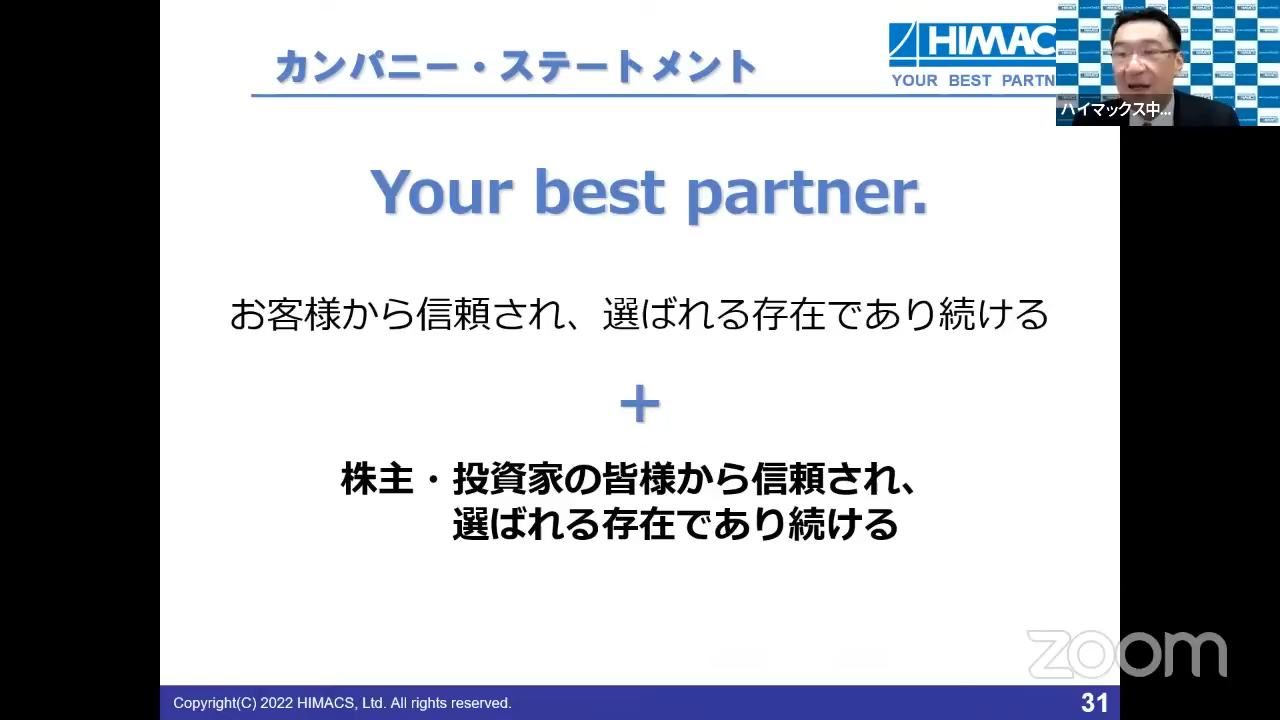 カンパニー・ステートメント
HIMAC
YOUR BEST PARTN
ハイマックス中...
Your best partner.
お客様から信頼され、選ばれる存在であり続ける
+
株主・投資家の皆様から信頼され、
選ばれる存在であり続ける
zoom
Copyright(C) 2022 HIMACS, Ltd. All rights reserved.
31